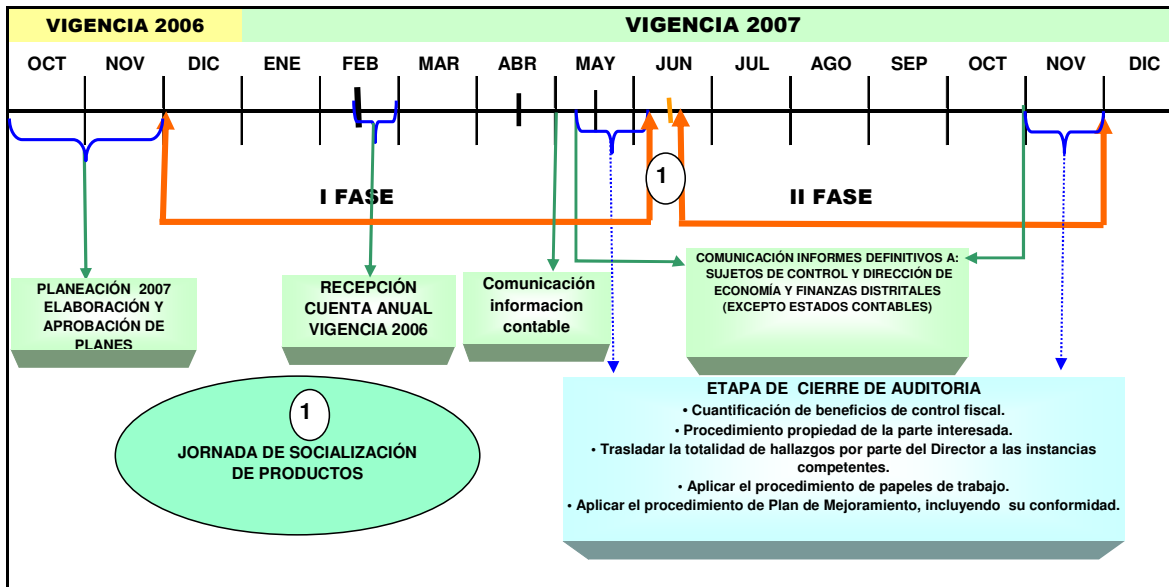 VIGENCIA 2006
VIGENCIA 2007
OCT NOV DIC ENE FEB MAR ABR MAY JUN JUL AGO SEP OCT NOV DIC
1
I FASE
II FASE
PLANEACIÓN 2007
ELABORACIÓN Y
APROBACIÓN DE
PLANES
RECEPCIÓN
CUENTA ANUAL
VIGENCIA 2006
Comunicación
informacion
contable
COMUNICACIÓN INFORMES DEFINITIVOS A:
SUJETOS DE CONTROL Y DIRECCIÓN DE
ECONOMÍA Y FINANZAS DISTRITALES
(EXCEPTO ESTADOS CONTABLES)
1
JORNADA DE SOCIALIZACIÓN
DE PRODUCTOS
ETAPA DE CIERRE DE AUDITORIA
• Cuantificación de beneficios de control fiscal.
• Procedimiento propiedad de la parte interesada.
• Trasladar la totalidad de hallazgos por parte del Director a las instancias
competentes.
• Aplicar el procedimiento de papeles de trabajo.
• Aplicar el procedimiento de Plan de Mejoramiento, incluyendo su conformidad.